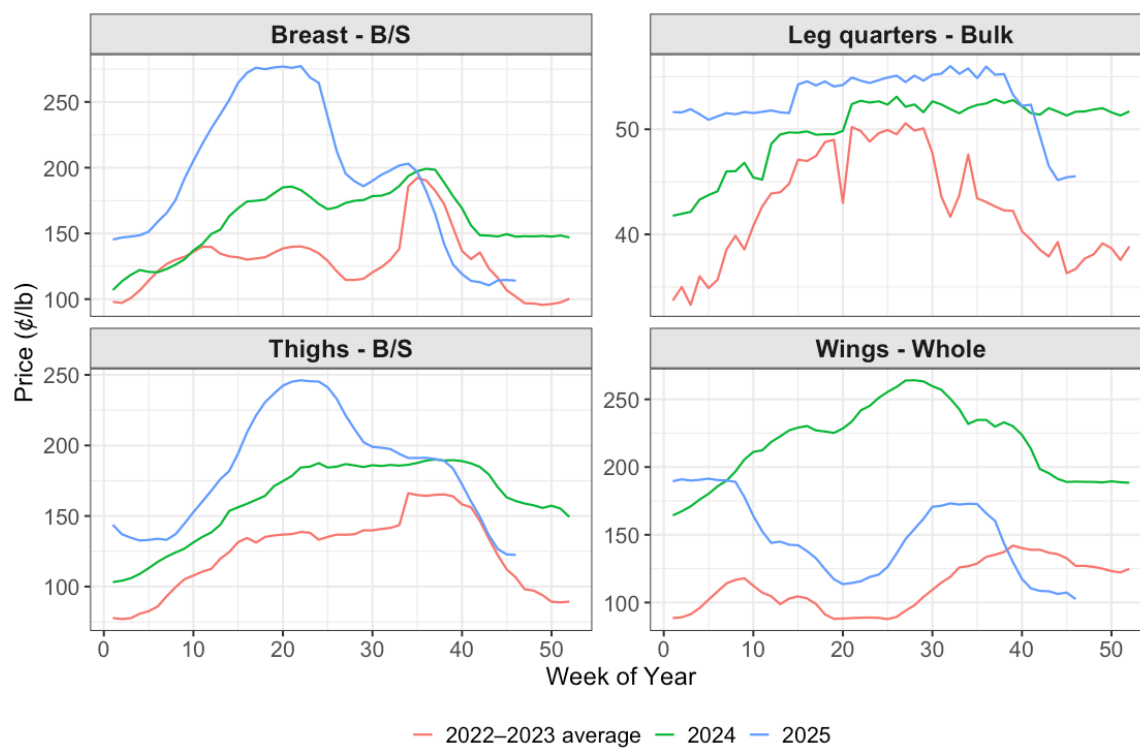 Breast - B/S
Leg quarters - Bulk
250
200
150
100
50
40
Thighs - B/S
Wings - Whole
250
200
150
100
250
200
150
100
0 10 20 30 40 50
0 10 20 30 40 50
Price (¢/lb)
Week of Year
2022–2023 average 2024 2025